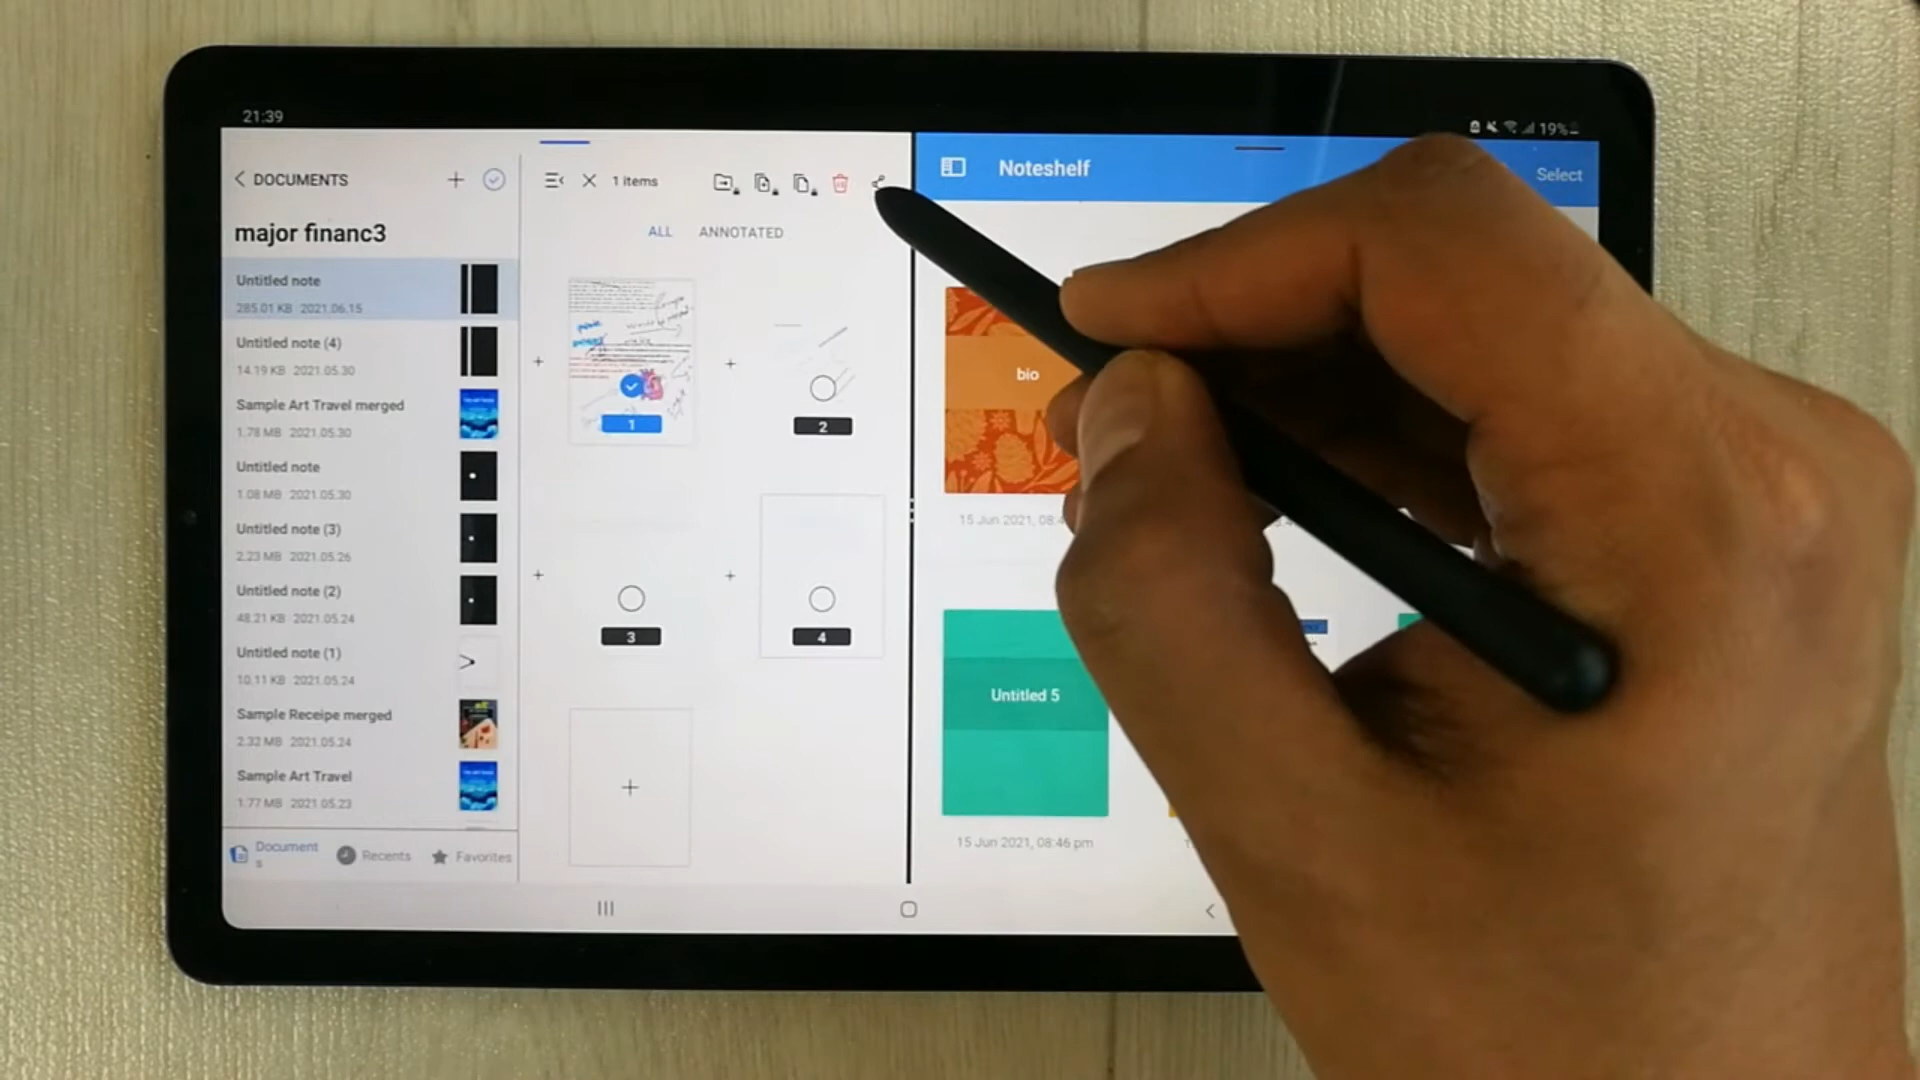 21:39
19%
DOCUMENTS
major financ3
Untitled note
285.01 KB 2021.06.15
Untitled note (4)
14.19 KB 2021.05.30
Sample Art Travel merged
1.78 MB 2021.05.30
Untitled note
1.08 MB 2021.05.30
Untitled note (3)
2.23 MB 2021.05.26
Untitled note (2)
48.21 KB 2021.05.24
Untitled note (1)
10.11 KB 2021.05.24
Sample Receipe merged
2.32 MB 2021.05.24
Sample Art Travel
1.77 MB 2021.05.23
Document
s
Recents
Favorites
1 items
ALL ANNOTATED
1
2
3
4
Noteshelf
Select
bio
15 Jun 2021, 08:4
Untitled 5
15 Jun 2021, 08:46 pm